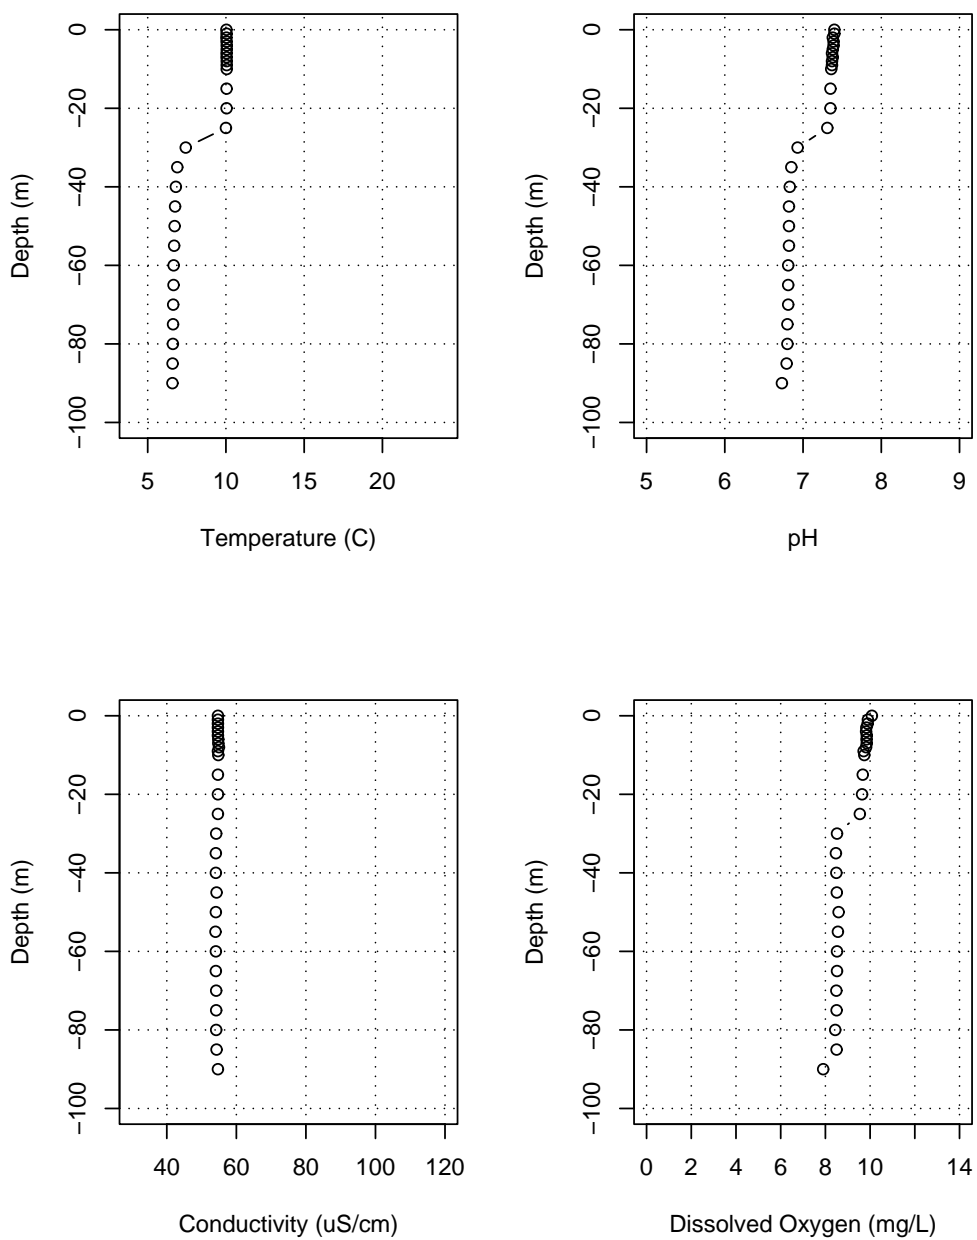 0
−20
−40
−60
−80
−100
Depth (m)
5 10 15 20
Temperature (C)
0
−20
−40
−60
−80
−100
Depth (m)
5 6 7 8 9
pH
0
−20
−40
−60
−80
−100
Depth (m)
40 60 80 100 120
Conductivity (uS/cm)
0
−20
−40
−60
−80
−100
Depth (m)
0 2 4 6 8 10 14
Dissolved Oxygen (mg/L)